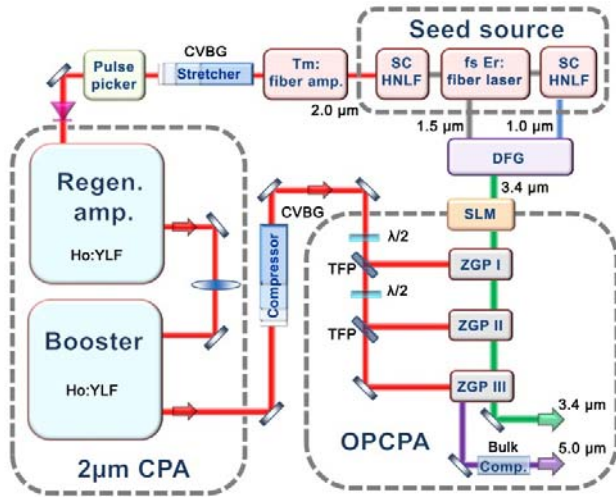 Seed source
SC
HNLF
fs Er:
fiber laser
SC
HNLF
Tm:
fiber amp.
CVBG
Stretcher
Pulse
picker
2.0 µm
1.5 µm
1.0 µm
DFG
3.4 µm
SLM
Regen.
amp.
Ho:YLF
Booster
Ho:YLF
2µm CPA
CVBG
Compressor
λ/2
TFP
λ/2
TFP
ZGP I
ZGP II
ZGP III
3.4 µm
5.0 µm
Bulk
Comp.
OPCPA